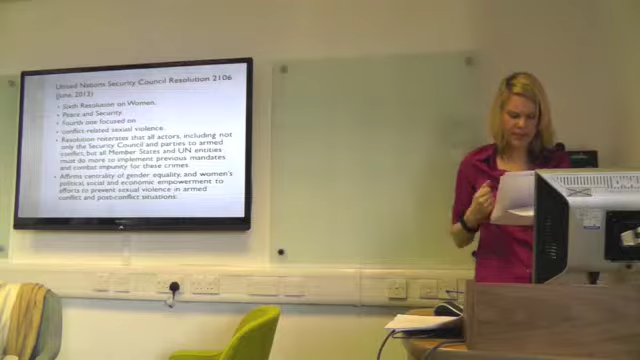 United Nations Security Council Resolution 2106
(June, 2013)
Sixth Resolution on Women,
Peace and Security.
Fourth one focused on
conflict-related sexual violence.
Resolution reiterates that all actors, including not
only the Security Council and parties to armed
conflict, but all Member States and UN entities
must do more to implement previous mandates
and combat impunity for these crimes.
Affirms centrality of gender equality, and women's
political, social and economic empowerment to
efforts to prevent sexual violence in armed
conflict and post-conflict situations.